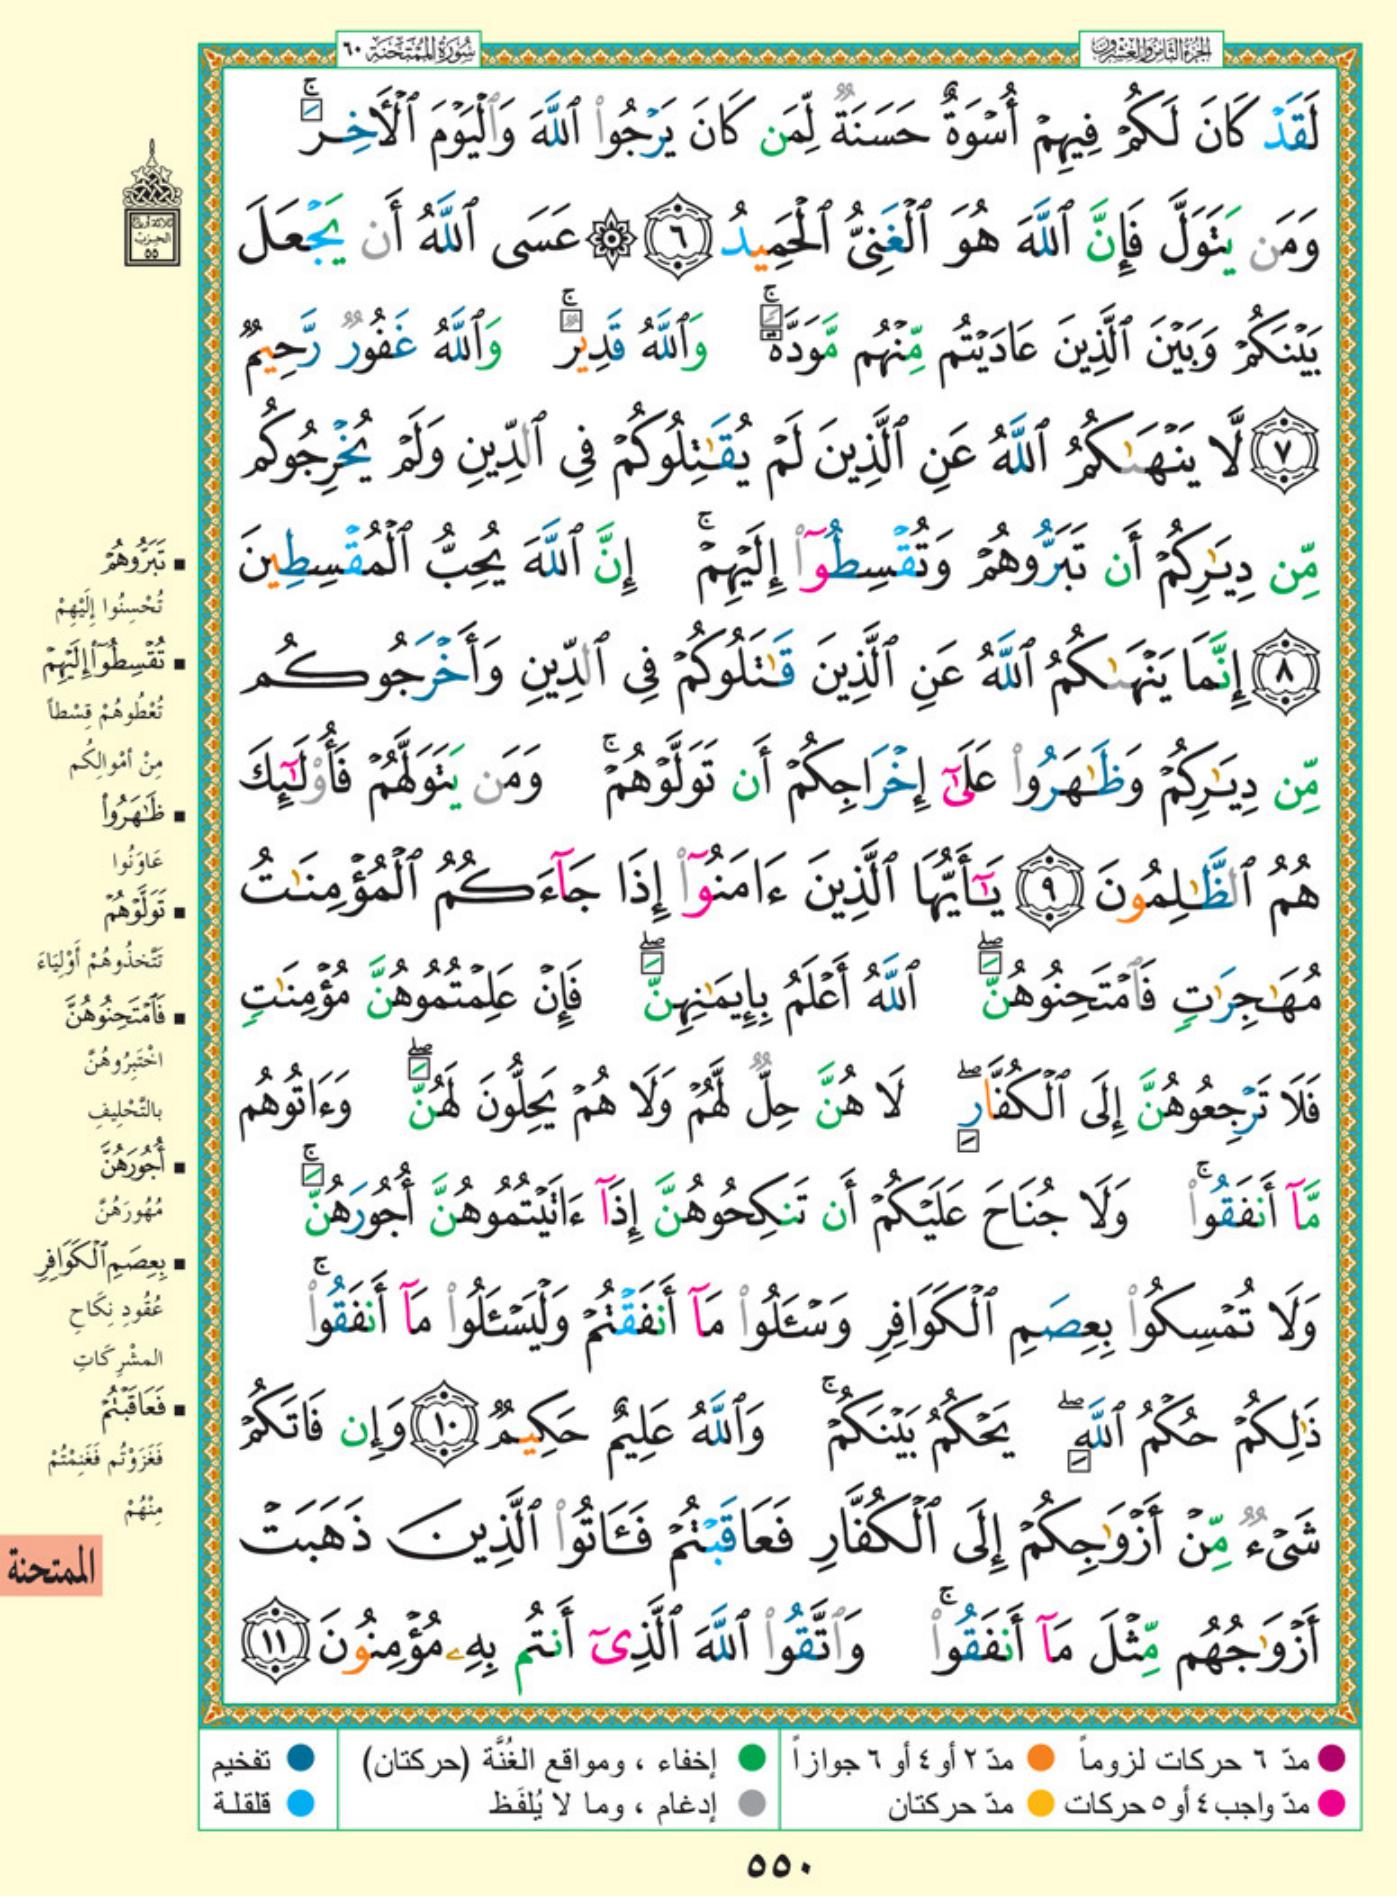 الجزء الثامن والعشرون
سورة الممتحنة ٦٠
لَقَدْ كَانَ لَكُمْ فِيهِمْ أُسْوَةٌ حَسَنَةٌ لِّمَن كَانَ يَرْجُوا۟ ٱللَّهَ وَٱلْيَوْمَ ٱلْـَٔاخِرَ ۚ
وَمَن يَتَوَلَّ فَإِنَّ ٱللَّهَ هُوَ ٱلْغَنِىُّ ٱلْحَمِيدُ ٦ ۞ عَسَى ٱللَّهُ أَن يَجْعَلَ
بَيْنَكُمْ وَبَيْنَ ٱلَّذِينَ عَادَيْتُم مِّنْهُم مَّوَدَّةً ۚ وَٱللَّهُ قَدِيرٌ ۚ وَٱللَّهُ غَفُورٌ رَّحِيمٌ
٧ لَّا يَنْهَىٰكُمُ ٱللَّهُ عَنِ ٱلَّذِينَ لَمْ يُقَـٰتِلُوكُمْ فِى ٱلدِّينِ وَلَمْ يُخْرِجُوكُم
مِّن دِيَـٰرِكُمْ أَن تَبَرُّوهُمْ وَتُقْسِطُوٓا۟ إِلَيْهِمْ ۚ إِنَّ ٱللَّهَ يُحِبُّ ٱلْمُقْسِطِينَ
٨ إِنَّمَا يَنْهَىٰكُمُ ٱللَّهُ عَنِ ٱلَّذِينَ قَـٰتَلُوكُمْ فِى ٱلدِّينِ وَأَخْرَجُوكُم
مِّن دِيَـٰرِكُمْ وَظَـٰهَرُوا۟ عَلَىٰٓ إِخْرَاجِكُمْ أَن تَوَلَّوْهُمْ ۚ وَمَن يَتَوَلَّهُمْ فَأُو۟لَـٰٓئِكَ
هُمُ ٱلظَّـٰلِمُونَ ٩ يَـٰٓأَيُّهَا ٱلَّذِينَ ءَامَنُوٓا۟ إِذَا جَآءَكُمُ ٱلْمُؤْمِنَـٰتُ
مُهَـٰجِرَٰتٍ فَٱمْتَحِنُوهُنَّ ۖ ٱللَّهُ أَعْلَمُ بِإِيمَـٰنِهِنَّ ۖ فَإِنْ عَلِمْتُمُوهُنَّ مُؤْمِنَـٰتٍ
فَلَا تَرْجِعُوهُنَّ إِلَى ٱلْكُفَّارِ ۖ لَا هُنَّ حِلٌّ لَّهُمْ وَلَا هُمْ يَحِلُّونَ لَهُنَّ ۖ وَءَاتُوهُم
مَّآ أَنفَقُوا۟ ۚ وَلَا جُنَاحَ عَلَيْكُمْ أَن تَنكِحُوهُنَّ إِذَآ ءَاتَيْتُمُوهُنَّ أُجُورَهُنَّ ۚ
وَلَا تُمْسِكُوا۟ بِعِصَمِ ٱلْكَوَافِرِ وَسْـَٔلُوا۟ مَآ أَنفَقْتُمْ وَلْيَسْـَٔلُوا۟ مَآ أَنفَقُوا۟ ۚ
ذَٰلِكُمْ حُكْمُ ٱللَّهِ ۖ يَحْكُمُ بَيْنَكُمْ ۚ وَٱللَّهُ عَلِيمٌ حَكِيمٌ ١٠ وَإِن فَاتَكُمْ
شَىْءٌ مِّنْ أَزْوَٰجِكُمْ إِلَى ٱلْكُفَّارِ فَعَاقَبْتُمْ فَـَٔاتُوا۟ ٱلَّذِينَ ذَهَبَتْ
أَزْوَٰجُهُم مِّثْلَ مَآ أَنفَقُوا۟ ۚ وَٱتَّقُوا۟ ٱللَّهَ ٱلَّذِىٓ أَنتُم بِهِۦ مُؤْمِنُونَ ١١
ثلاثة أرباع
الحزب
٥٥
▪ تَبَرُّوهُمْ
تُحْسِنُوا إِلَيْهِمْ
▪ تُقْسِطُوٓا۟ إِلَيْهِمْ
تُعْطُوهُمْ قِسْطاً
مِنْ أمْوالِكُم
▪ ظَـٰهَرُوا۟
عَاوَنُوا
▪ تَوَلَّوْهُمْ
تَتَّخذُوهُمْ أَوْلِيَاءَ
▪ فَٱمْتَحِنُوهُنَّ
اخْتَبِرُوهُنَّ
بالتَّحْلِيفِ
▪ أُجُورَهُنَّ
مُهُورَهُنَّ
▪ بِعِصَمِ ٱلْكَوَافِرِ
عُقُودِ نِكَاحِ
المشْرِكَاتِ
▪ فَعَاقَبْتُمْ
فَغَزَوْتُم فَغَنِمْتُمْ
مِنْهُمْ
الممتحنة
مدّ ٦ حركات لزوماً ● مدّ ٢ أو ٤ أو ٦ جوازاً
مدّ واجب ٤ أو ٥ حركات ● مدّ حركتان
إخفاء ، ومواقع الغُنَّة (حركتان)
إدغام ، وما لا يُلفَظ
تفخيم
قلقلة
٥٥٠